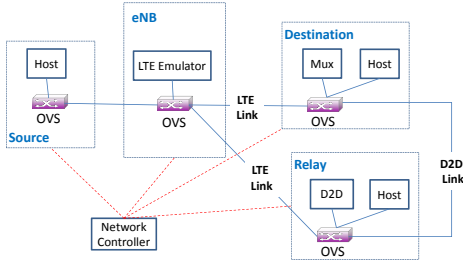 eNB
Host
LTE Emulator
OVS
OVS
Source
LTE
Link
Destination
Mux
Host
OVS
LTE
Link
D2D
Link
Relay
D2D
Host
OVS
Network
Controller